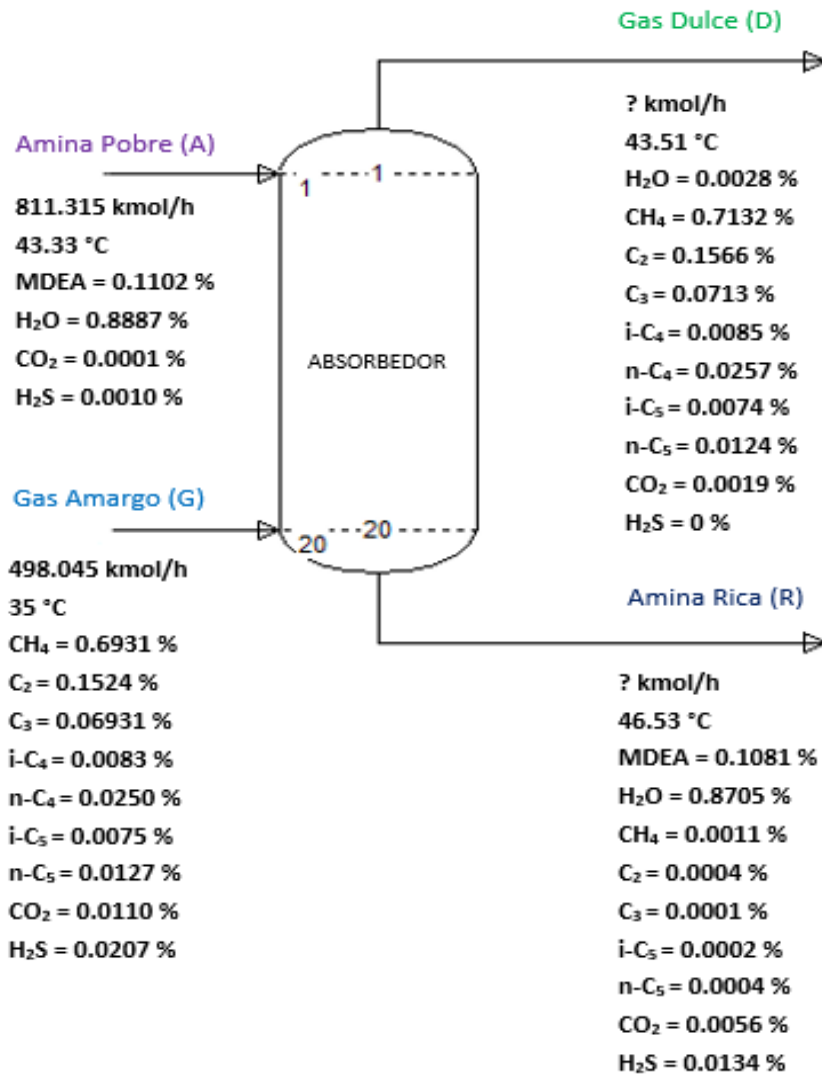 Gas Dulce (D)
? kmol/h
43.51 °C
H₂O = 0.0028 %
CH₄ = 0.7132 %
C₂ = 0.1566 %
C₃ = 0.0713 %
i-C₄ = 0.0085 %
n-C₄ = 0.0257 %
i-C₅ = 0.0074 %
n-C₅ = 0.0124 %
CO₂ = 0.0019 %
H₂S = 0 %
Amina Pobre (A)
811.315 kmol/h
43.33 °C
MDEA = 0.1102 %
H₂O = 0.8887 %
CO₂ = 0.0001 %
H₂S = 0.0010 %
1
1
ABSORBEDOR
20
20
Gas Amargo (G)
498.045 kmol/h
35 °C
CH₄ = 0.6931 %
C₂ = 0.1524 %
C₃ = 0.06931 %
i-C₄ = 0.0083 %
n-C₄ = 0.0250 %
i-C₅ = 0.0075 %
n-C₅ = 0.0127 %
CO₂ = 0.0110 %
H₂S = 0.0207 %
Amina Rica (R)
? kmol/h
46.53 °C
MDEA = 0.1081 %
H₂O = 0.8705 %
CH₄ = 0.0011 %
C₂ = 0.0004 %
C₃ = 0.0001 %
i-C₅ = 0.0002 %
n-C₅ = 0.0004 %
CO₂ = 0.0056 %
H₂S = 0.0134 %